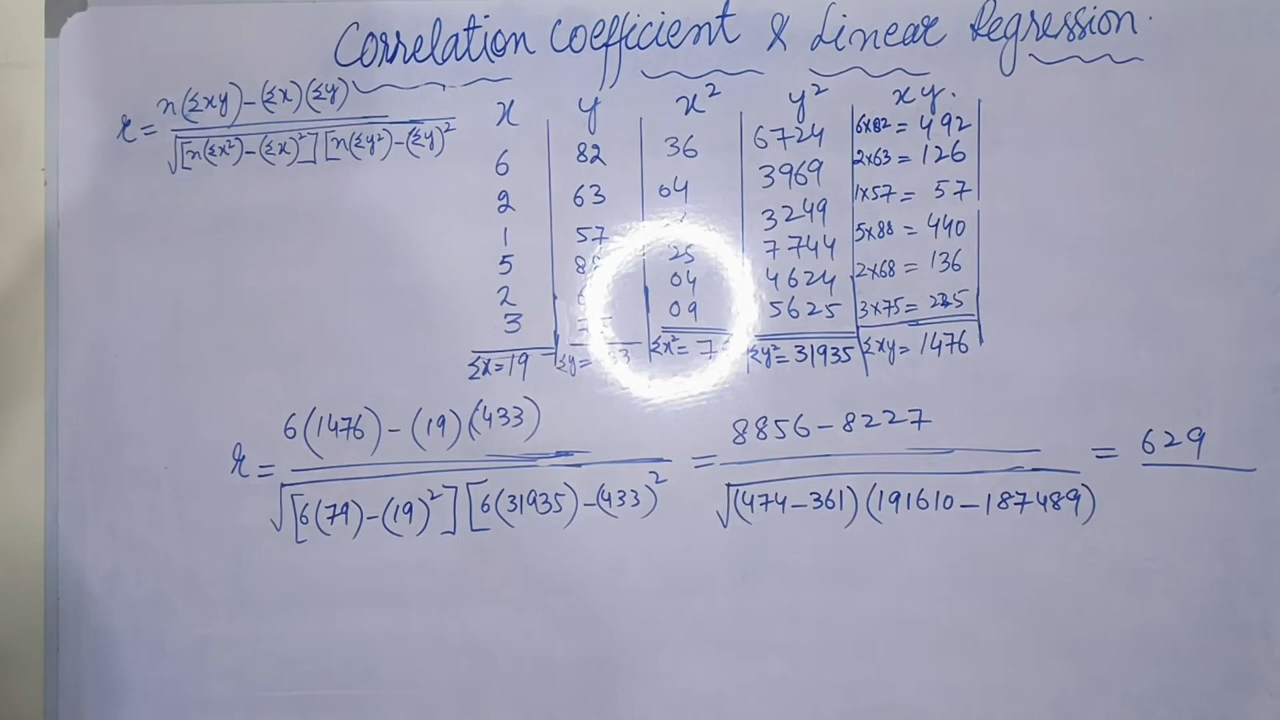 Correlation Coefficient & Linear Regression.
r = n(Σxy)-(Σx)(Σy) / √[n(Σx²)-(Σx)²][n(Σy²)-(Σy)²
x y x² y² xy.
6 82 36 6724 6x82 = 492
2 63 04 3969 2x63 = 126
1 57 3249 1x57 = 57
5 25 7744 5x88 = 440
2 04 4624 2x68 = 136
3 09 5625 3x75 =
Σx=19 Σy= Σx²= 7 Σy²= 31935 Σxy= 1476
r = 6(1476)-(19)(433) / √[6(79)-(19)²][6(31935)-(433)² = 8856-8227 / √(474-361)(191610-187489) = 629